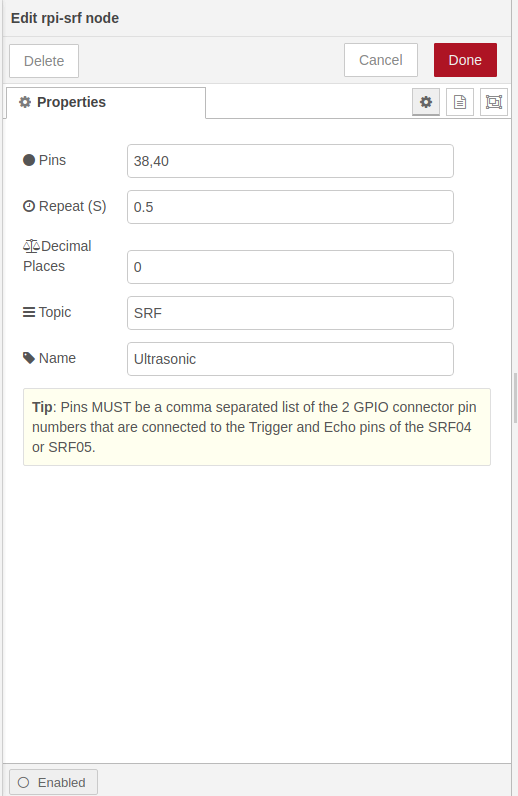 Edit rpi-srf node
Delete
Cancel
Done
Properties
Pins
38,40
Repeat (S)
0.5
Decimal
Places
0
Topic
SRF
Name
Ultrasonic
Tip: Pins MUST be a comma separated list of the 2 GPIO connector pin
numbers that are connected to the Trigger and Echo pins of the SRF04
or SRF05.
Enabled